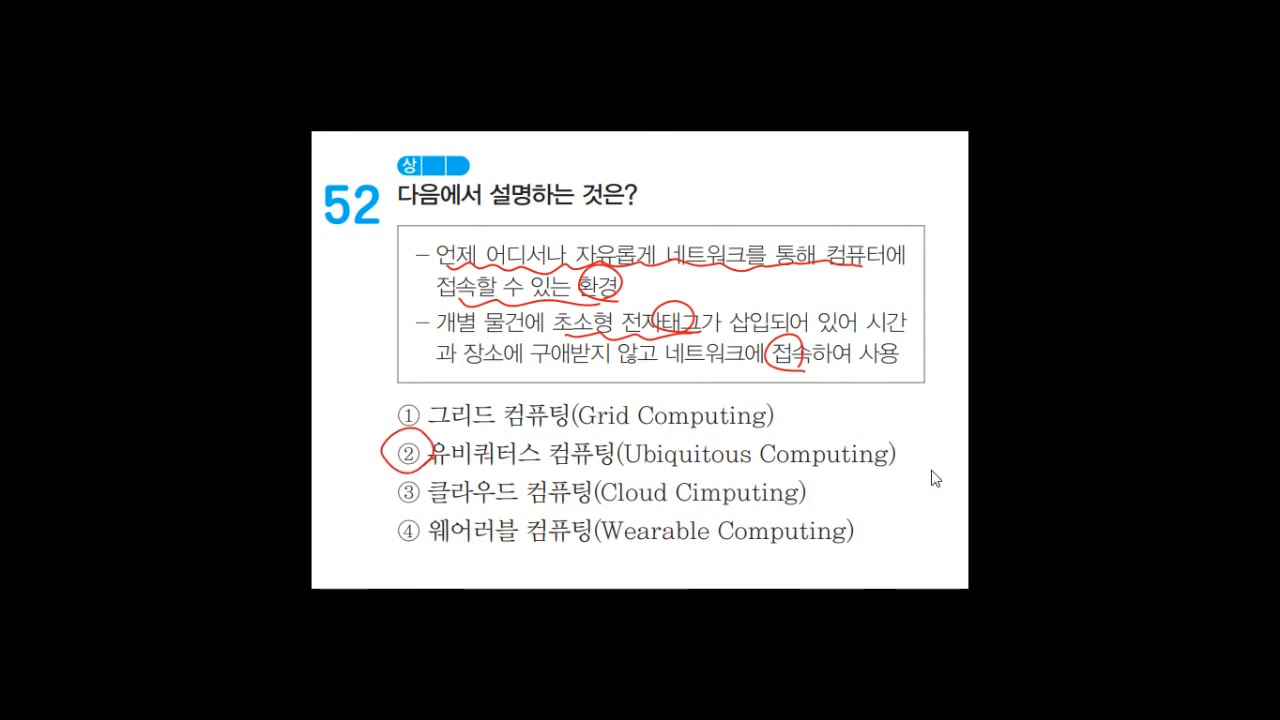 상
52 다음에서 설명하는 것은?
– 언제 어디서나 자유롭게 네트워크를 통해 컴퓨터에
접속할 수 있는 환경
– 개별 물건에 초소형 전자태그가 삽입되어 있어 시간
과 장소에 구애받지 않고 네트워크에 접속하여 사용
① 그리드 컴퓨팅(Grid Computing)
② 유비쿼터스 컴퓨팅(Ubiquitous Computing)
③ 클라우드 컴퓨팅(Cloud Cimputing)
④ 웨어러블 컴퓨팅(Wearable Computing)